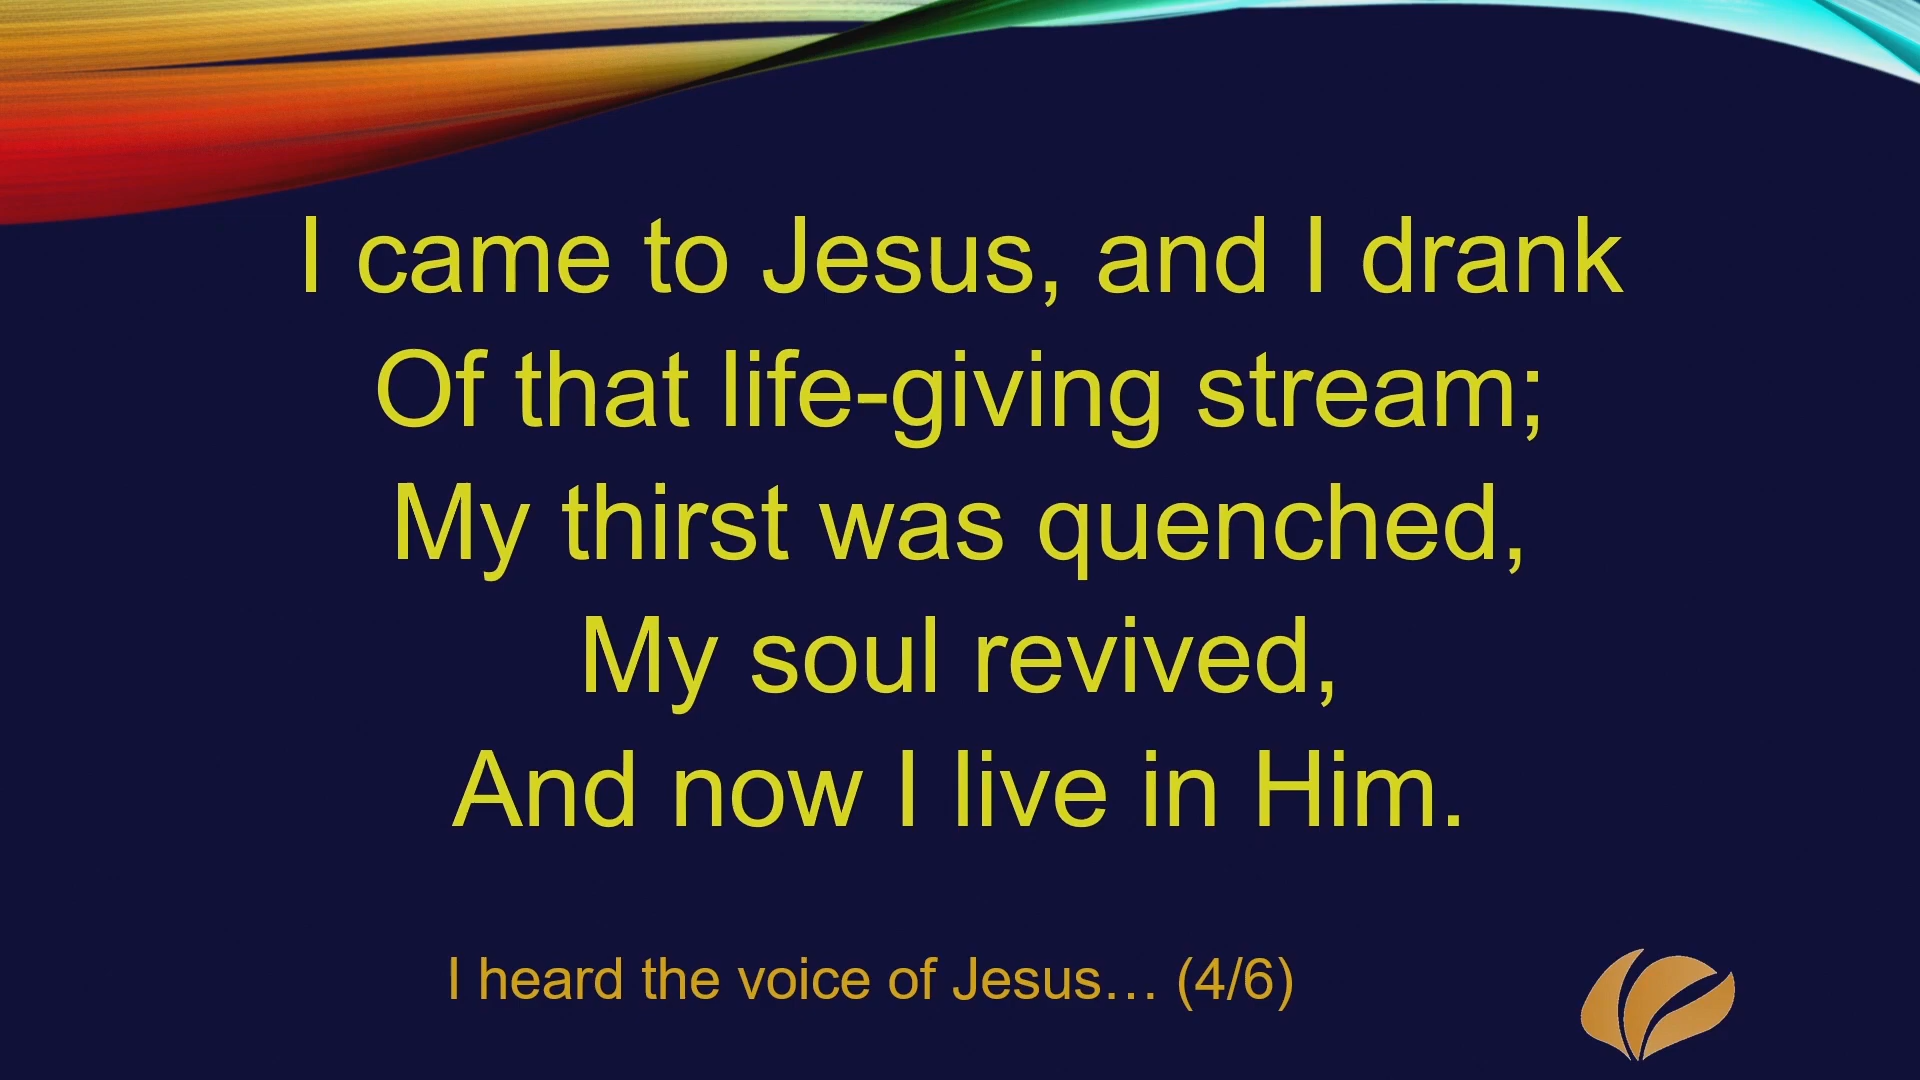 I came to Jesus, and I drank
Of that life-giving stream;
My thirst was quenched,
My soul revived,
And now I live in Him.
I heard the voice of Jesus… (4/6)